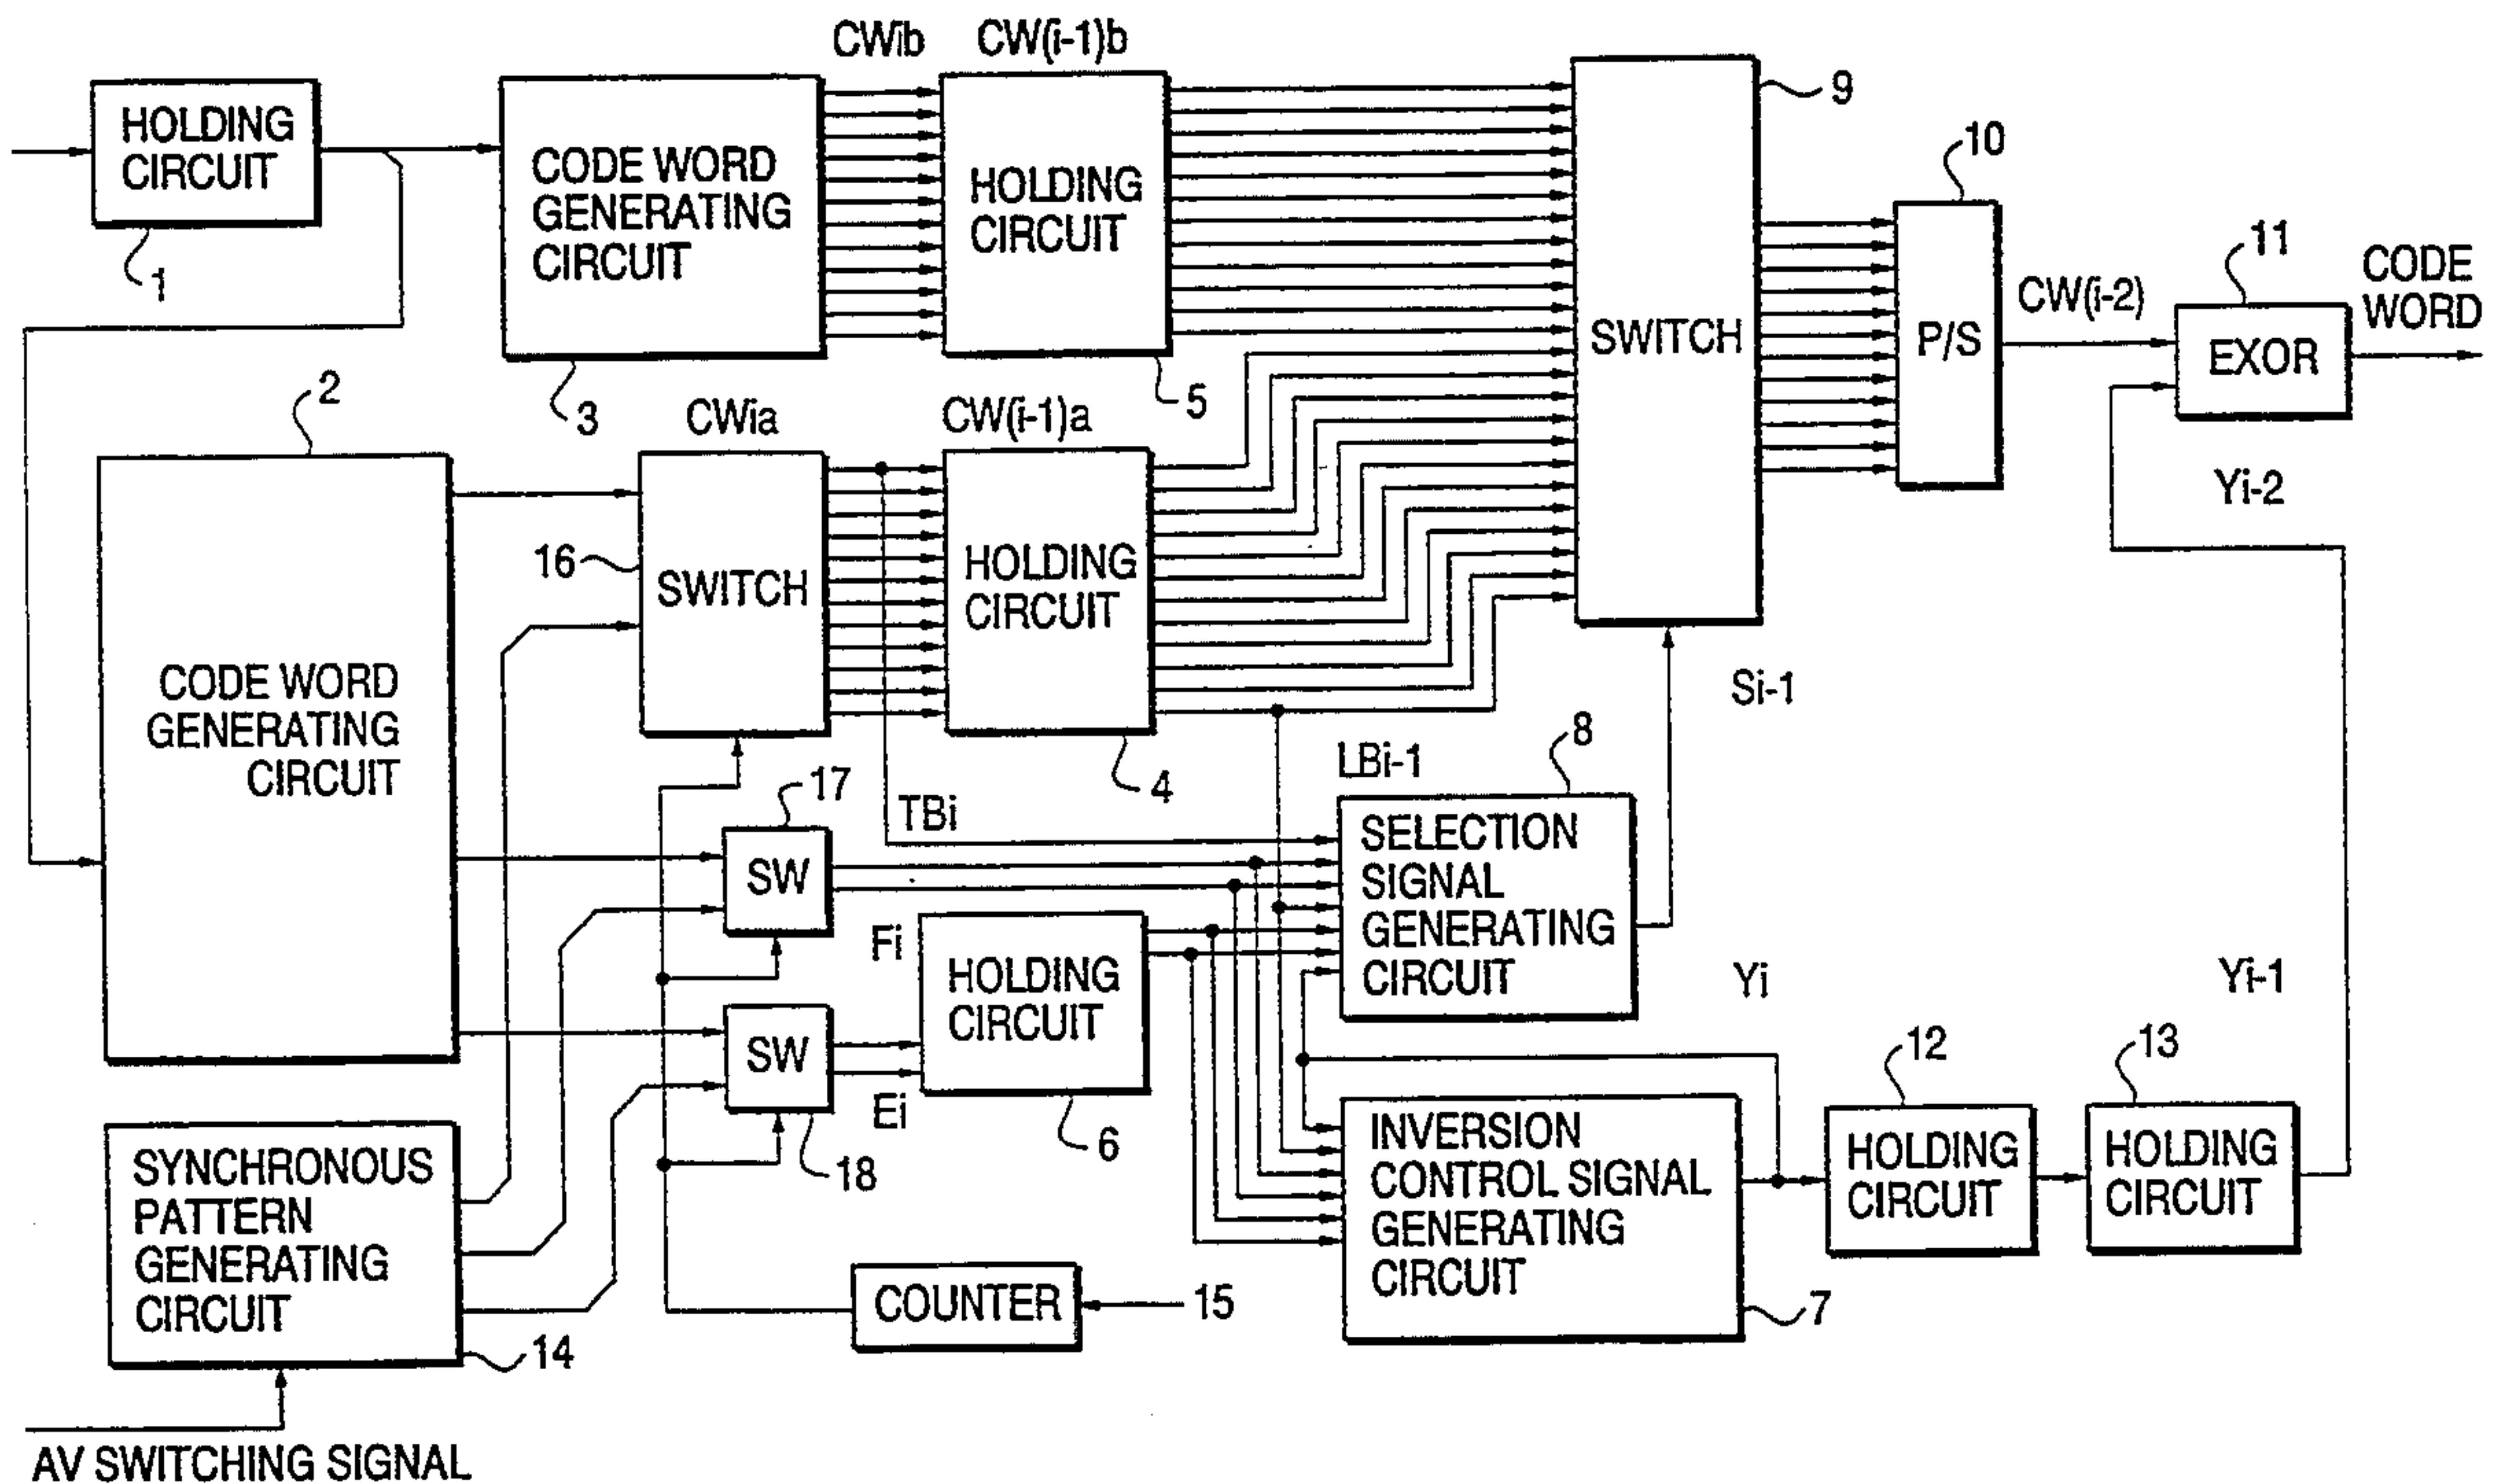 CWib
CW(i-1)b
HOLDING
CIRCUIT
1
CODE WORD
GENERATING
CIRCUIT
3
HOLDING
CIRCUIT
5
SWITCH
9
10
P/S
CW(i-2)
11
EXOR
CODE
WORD
Yi-2
2
CODE WORD
GENERATING
CIRCUIT
CWia
16
SWITCH
CW(i-1)a
HOLDING
CIRCUIT
4
Si-1
LBi-1
8
TBi
17
SW
SELECTION
SIGNAL
GENERATING
CIRCUIT
Fi
HOLDING
CIRCUIT
6
SW
Ei
18
Yi
Yi-1
12
13
INVERSION
CONTROL SIGNAL
GENERATING
CIRCUIT
7
HOLDING
CIRCUIT
HOLDING
CIRCUIT
SYNCHRONOUS
PATTERN
GENERATING
CIRCUIT
14
COUNTER
15
AV SWITCHING SIGNAL